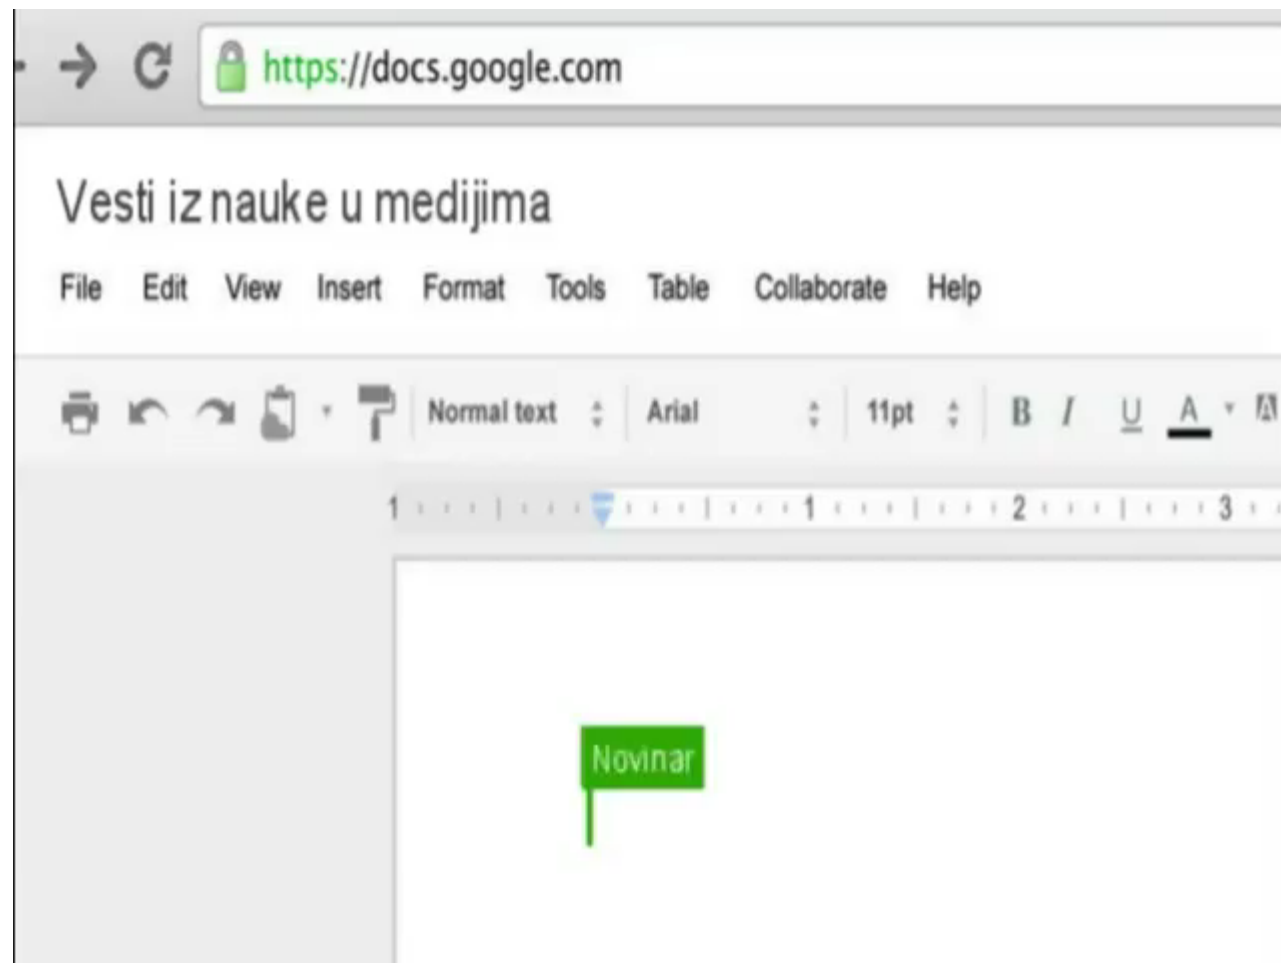 https://docs.google.com
Vesti iz nauke u medijima
File Edit View Insert Format Tools Table Collaborate Help
Normal text Arial 11pt B I U A A
1 1 2 3
Novinar